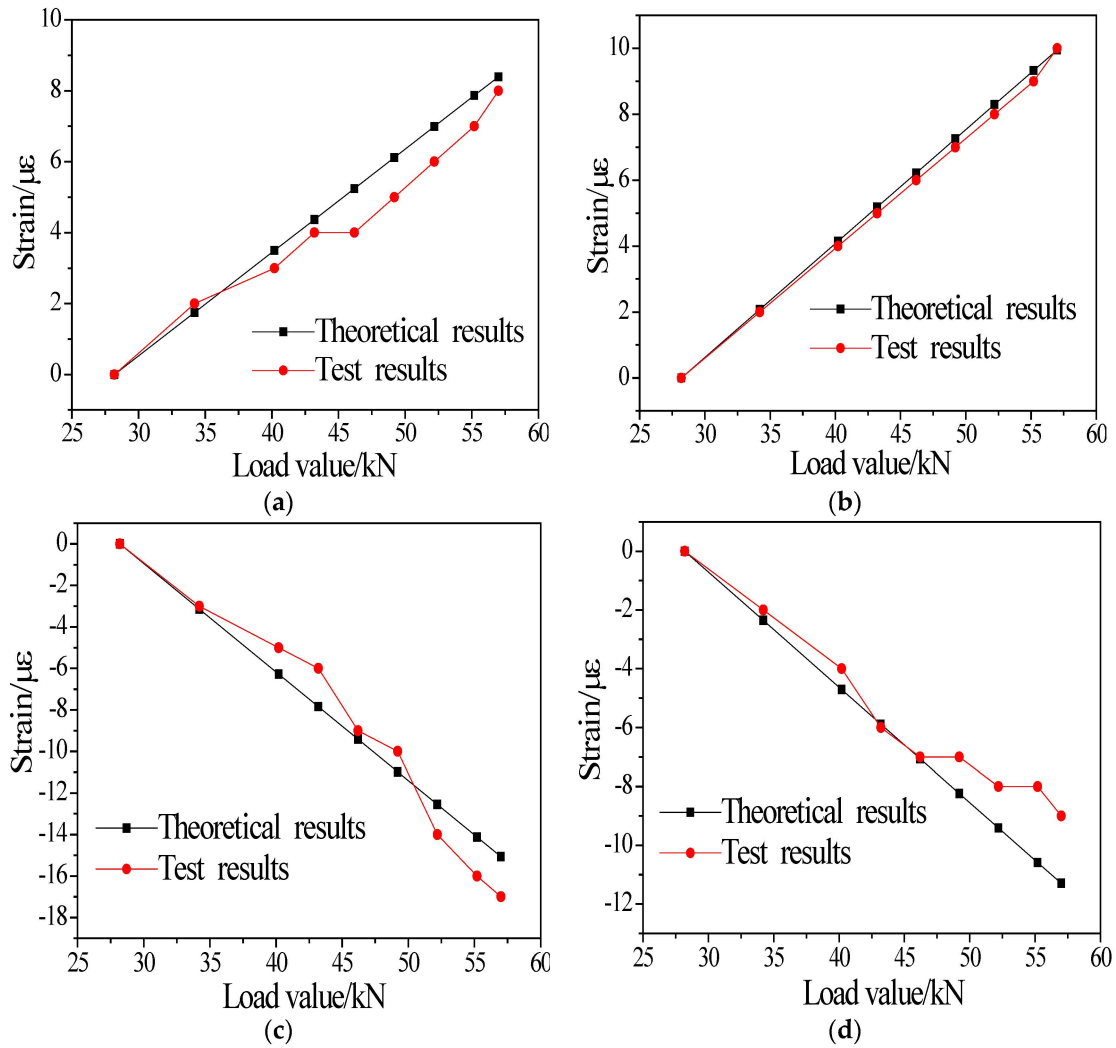 10
8
6
4
2
0
Strain/με
Theoretical results
Test results
25 30 35 40 45 50 55 60
Load value/kN
(a)
10
8
6
4
2
0
Strain/με
Theoretical results
Test results
25 30 35 40 45 50 55 60
Load value/kN
(b)
0
-2
-4
-6
-8
-10
-12
-14
-16
-18
Strain/με
Theoretical results
Test results
25 30 35 40 45 50 55 60
Load value/kN
(c)
0
-2
-4
-6
-8
-10
-12
Strain/με
Theoretical results
Test results
25 30 35 40 45 50 55 60
Load value/kN
(d)